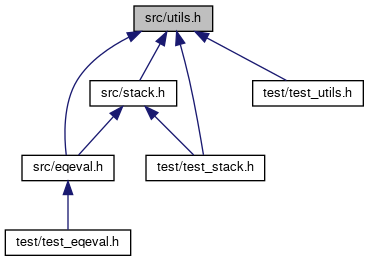 src/utils.h
src/stack.h
test/test_utils.h
src/eqeval.h
test/test_stack.h
test/test_eqeval.h